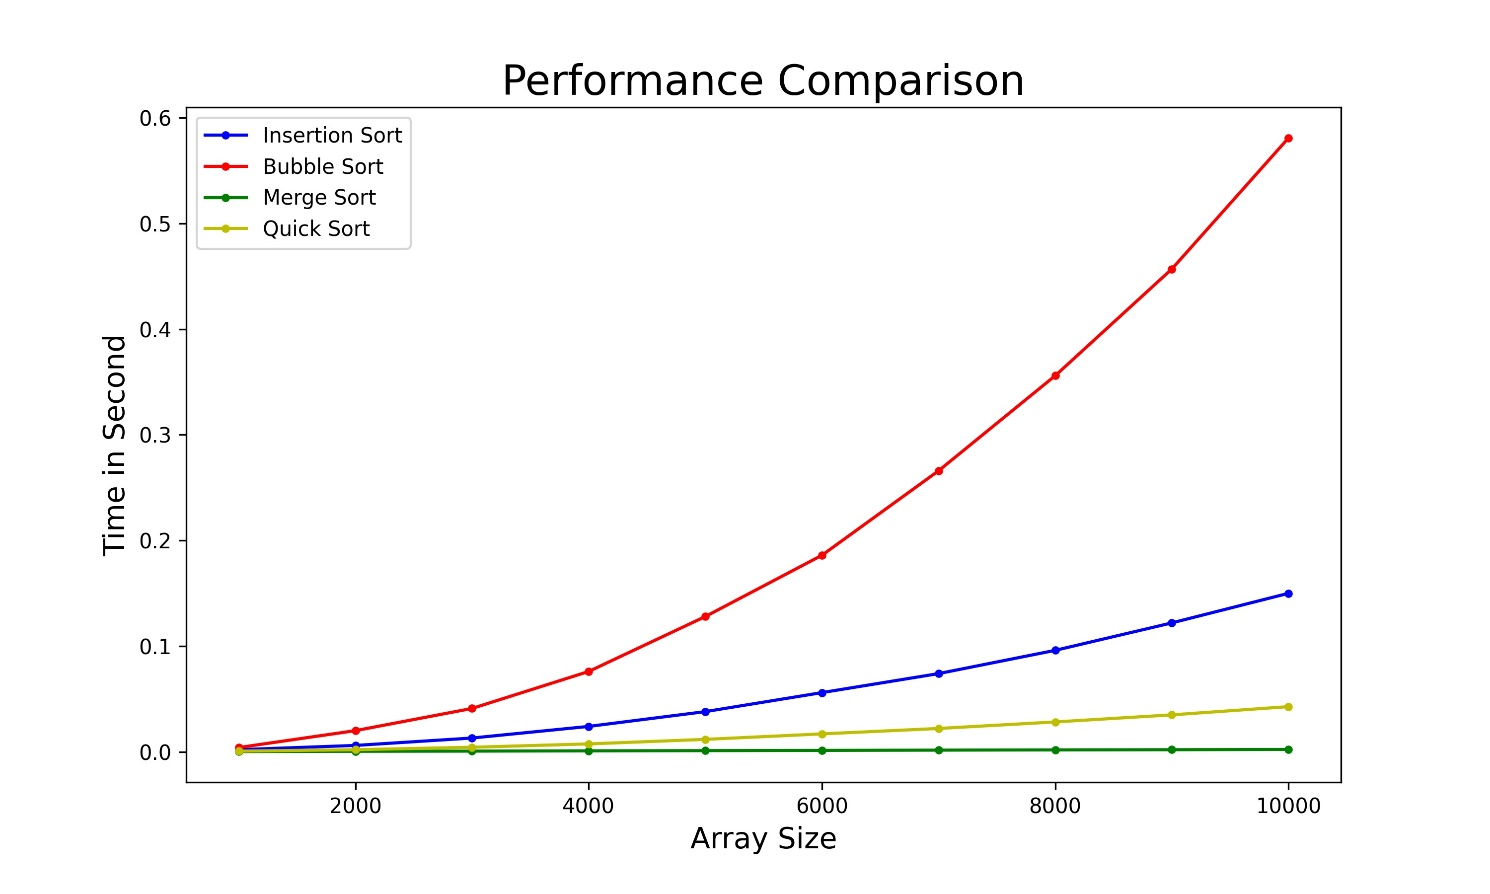 Performance Comparison
Insertion Sort
Bubble Sort
Merge Sort
Quick Sort
0.6
0.5
0.4
0.3
0.2
0.1
0.0
Time in Second
2000 4000 6000 8000 10000
Array Size